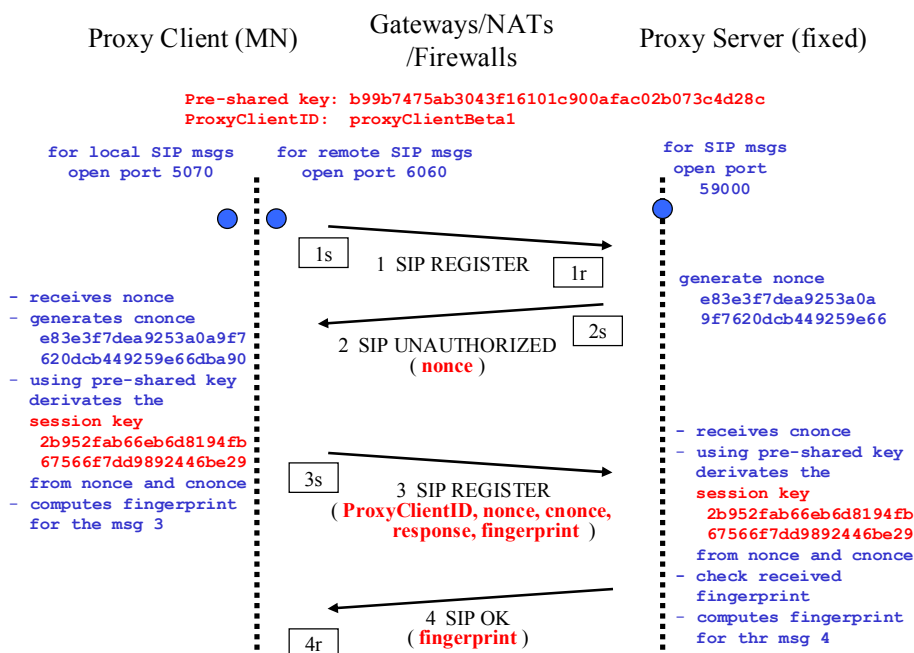 Proxy Client (MN)
Gateways/NATs
/Firewalls
Proxy Server (fixed)
Pre-shared key: b99b7475ab3043f16101c900afac02b073c4d28c
ProxyClientID: proxyClientBeta1
for local SIP msgs
open port 5070
for remote SIP msgs
open port 6060
for SIP msgs
open port
59000
1s
1 SIP REGISTER
1r
generate nonce
e83e3f7dea9253a0a
9f7620dcb449259e66
2s
2 SIP UNAUTHORIZED
( nonce )
- receives nonce
- generates cnonce
e83e3f7dea9253a0a9f7
620dcb449259e66dba90
- using pre-shared key
derivates the
session key
2b952fab66eb6d8194fb
67566f7dd9892446be29
from nonce and cnonce
- computes fingerprint
for the msg 3
3s
3 SIP REGISTER
( ProxyClientID, nonce, cnonce,
response, fingerprint )
- receives cnonce
- using pre-shared key
derivates the
session key
2b952fab66eb6d8194fb
67566f7dd9892446be29
from nonce and cnonce
- check received
fingerprint
- computes fingerprint
for thr msg 4
4 SIP OK
( fingerprint )
4r